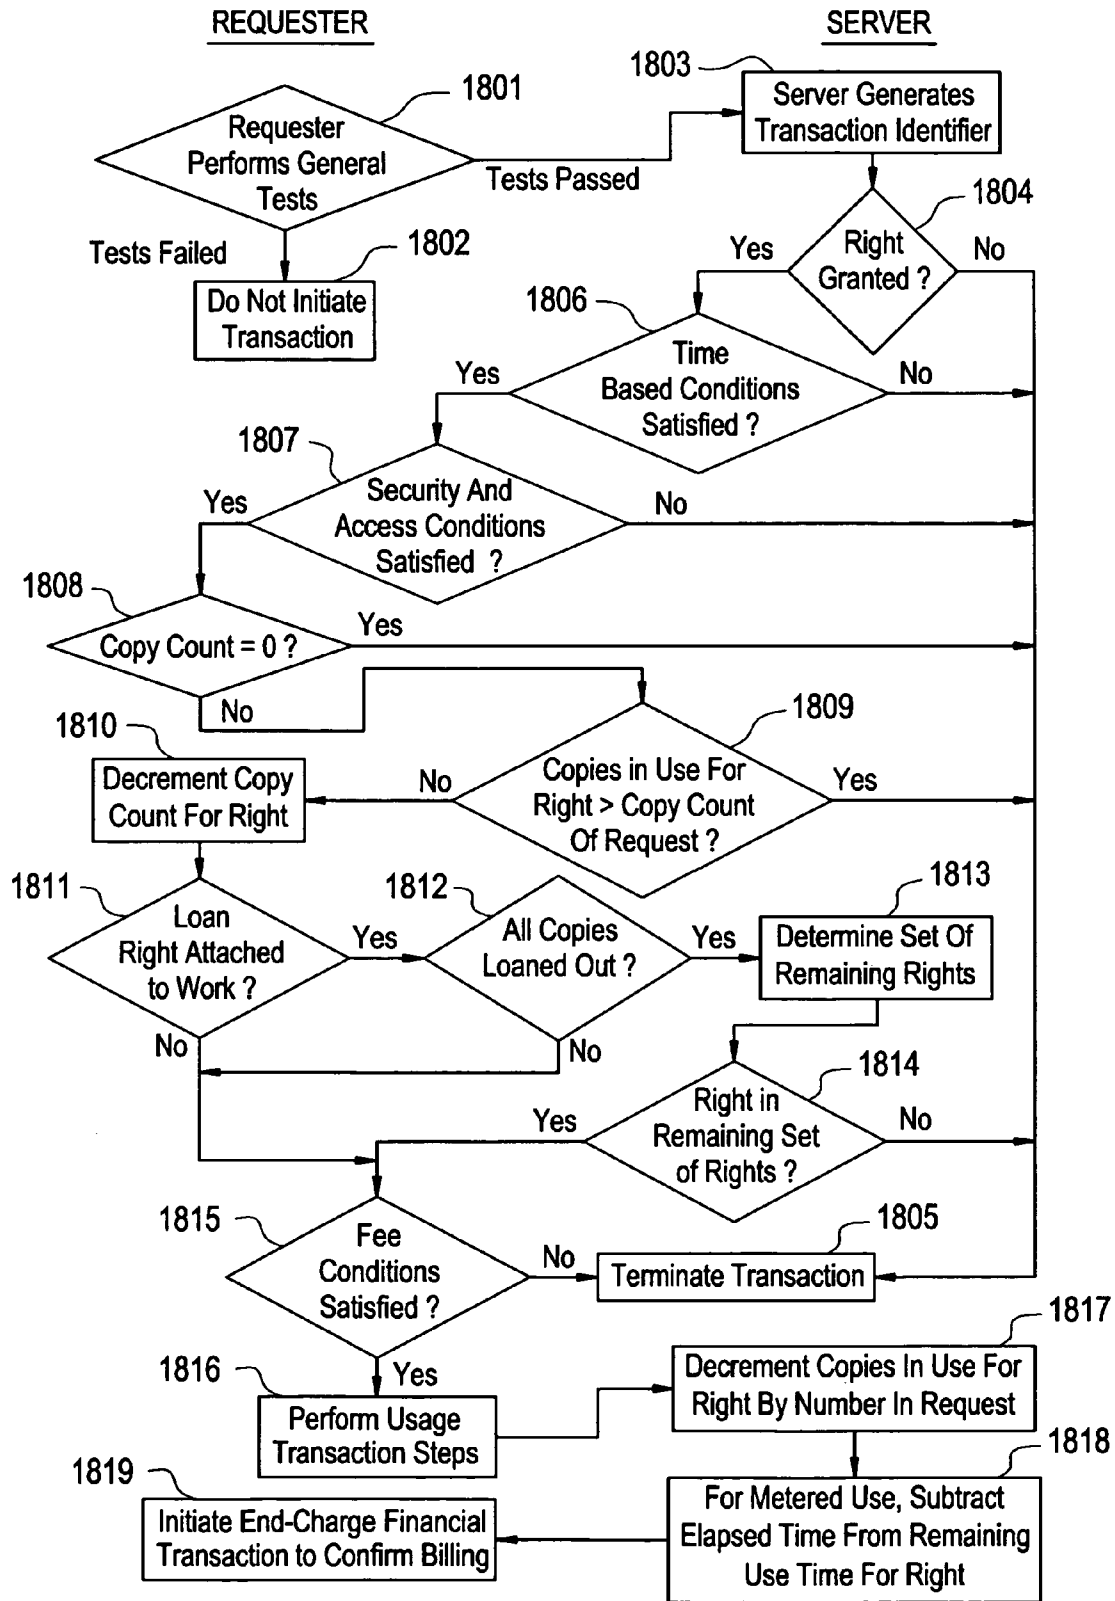 REQUESTER
SERVER
1801
Requester
Performs General
Tests
Tests Passed
Tests Failed
1802
Do Not Initiate
Transaction
1803
Server Generates
Transaction Identifier
1804
Right
Granted ?
Yes
No
1806
Time
Based Conditions
Satisfied ?
Yes
No
1807
Security And
Access Conditions
Satisfied ?
Yes
No
1808
Copy Count = 0 ?
Yes
No
1809
Copies in Use For
Right > Copy Count
Of Request ?
No
Yes
1810
Decrement Copy
Count For Right
1811
Loan
Right Attached
to Work ?
Yes
No
1812
All Copies
Loaned Out ?
Yes
No
1813
Determine Set Of
Remaining Rights
1814
Right in
Remaining Set
of Rights ?
Yes
No
1815
Fee
Conditions
Satisfied ?
No
Yes
1805
Terminate Transaction
1816
Perform Usage
Transaction Steps
1817
Decrement Copies In Use For
Right By Number In Request
1818
For Metered Use, Subtract
Elapsed Time From Remaining
Use Time For Right
1819
Initiate End-Charge Financial
Transaction to Confirm Billing